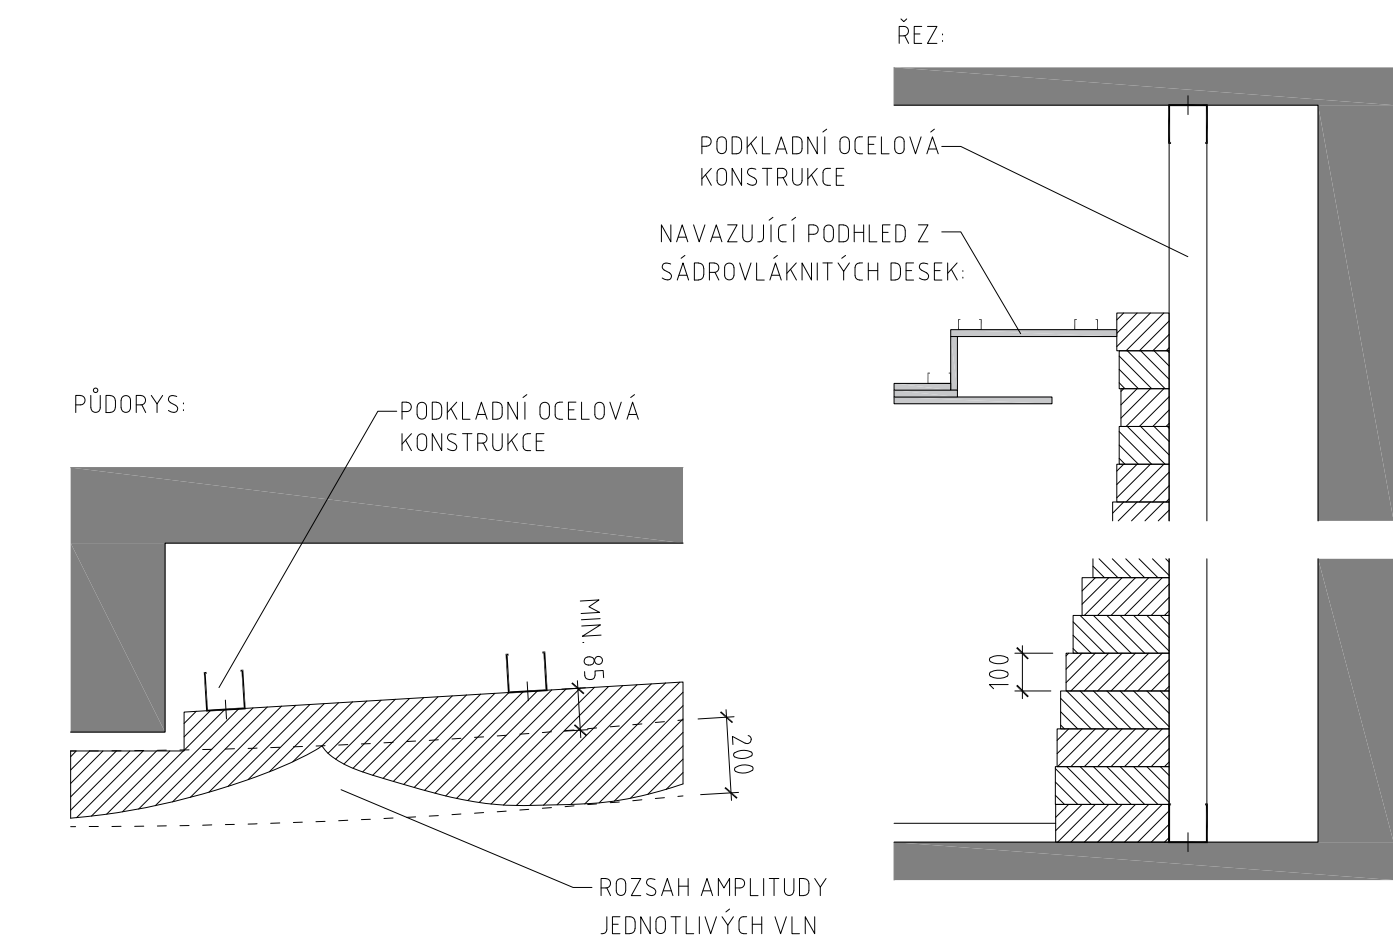 ŘEZ:
PODKLADNÍ OCELOVÁ
KONSTRUKCE
NAVAZUJÍCÍ PODHLED Z
SÁDROVLÁKNITÝCH DESEK:
PŮDORYS:
PODKLADNÍ OCELOVÁ
KONSTRUKCE
MIN. 85
200
100
ROZSAH AMPLITUDY
JEDNOTLIVÝCH VLN